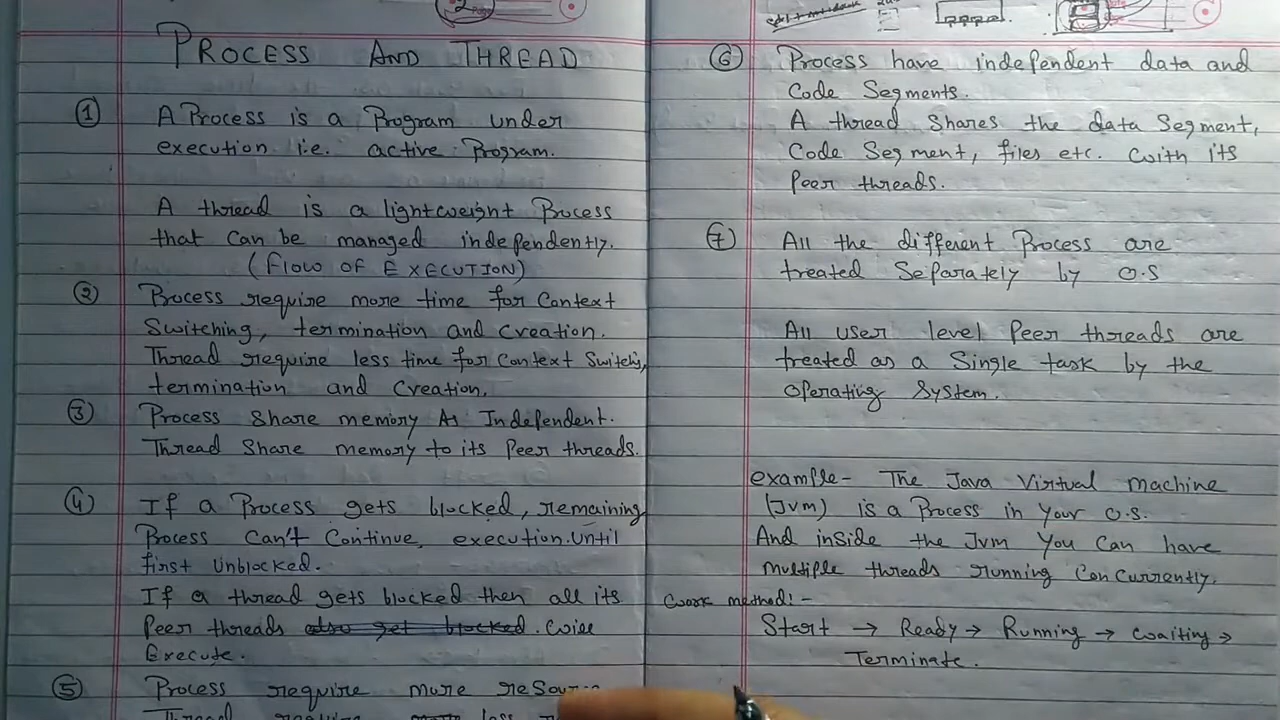 PROCESS AND THREAD
① A Process is a Program under
execution i.e. active Program.
A thread is a lightweight Process
that can be managed independently.
(Flow OF EXECUTION)
② Process require more time for Context
Switching, termination and creation.
Thread require less time for Context Switch,
termination and Creation.
③ Process Share memory As Independent.
Thread Share memory to its Peer threads.
④ If a Process gets blocked, remaining
Process Can't Continue execution Until
first Unblocked.
If a thread gets blocked then all its
Peer threads also get blocked. Will
Execute.
⑤ Process require more
Thread require less
⑥ Process have independent data and
Code Segments.
A thread Shares the data Segment,
Code Segment, files etc. with its
Peer threads.
⑦ All the different Process are
treated Separately by O.S
All user level Peer threads are
treated as a Single task by the
Operating System.
example- The Java Virtual machine
(Jvm) is a Process in Your O.S.
And inside the Jvm You Can have
multiple threads running Concurrently.
Work method:-
Start → Ready → Running → Waiting →
Terminate.